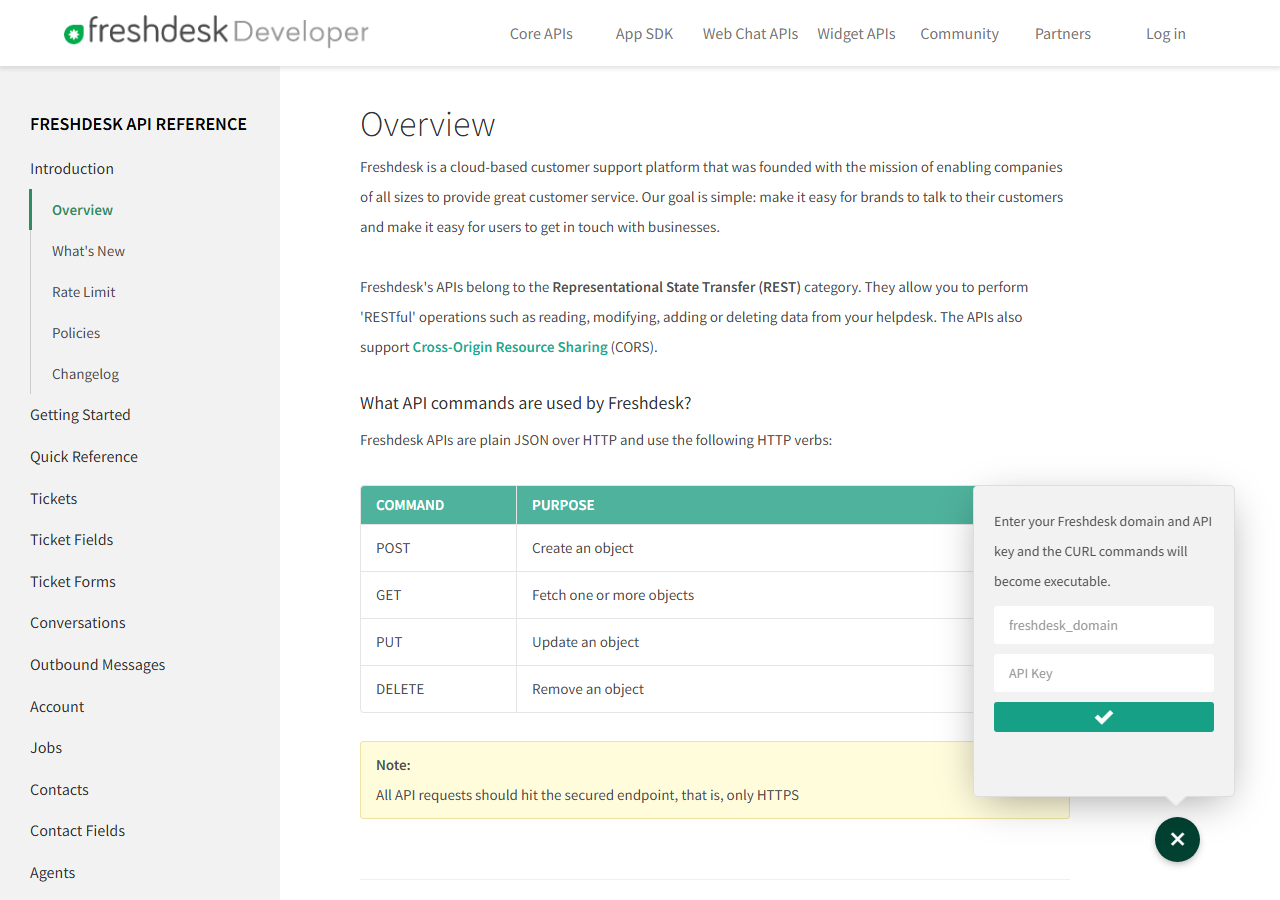 freshdesk Developer
Core APIs
App SDK
Web Chat APIs
Widget APIs
Community
Partners
Log in
FRESHDESK API REFERENCE
Introduction
Overview
What's New
Rate Limit
Policies
Changelog
Getting Started
Quick Reference
Tickets
Ticket Fields
Ticket Forms
Conversations
Outbound Messages
Account
Jobs
Contacts
Contact Fields
Agents
Overview
Freshdesk is a cloud-based customer support platform that was founded with the mission of enabling companies
of all sizes to provide great customer service. Our goal is simple: make it easy for brands to talk to their customers
and make it easy for users to get in touch with businesses.
Freshdesk's APIs belong to the Representational State Transfer (REST) category. They allow you to perform
'RESTful' operations such as reading, modifying, adding or deleting data from your helpdesk. The APIs also
support Cross-Origin Resource Sharing (CORS).
What API commands are used by Freshdesk?
Freshdesk APIs are plain JSON over HTTP and use the following HTTP verbs:
COMMAND PURPOSE
POST Create an object
GET Fetch one or more objects
PUT Update an object
DELETE Remove an object
Note:
All API requests should hit the secured endpoint, that is, only HTTPS
Enter your Freshdesk domain and API
key and the CURL commands will
become executable.
freshdesk_domain
API Key